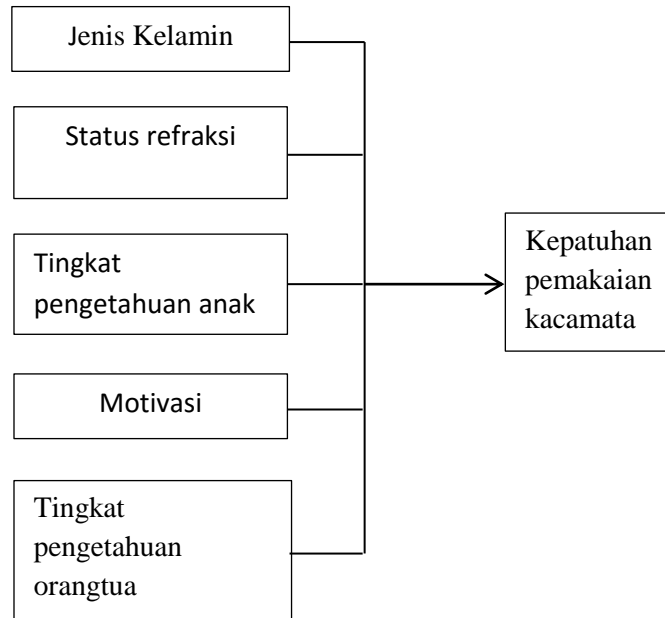 Jenis Kelamin
Status refraksi
Tingkat
pengetahuan anak
Kepatuhan
pemakaian
kacamata
Motivasi
Tingkat
pengetahuan
orangtua